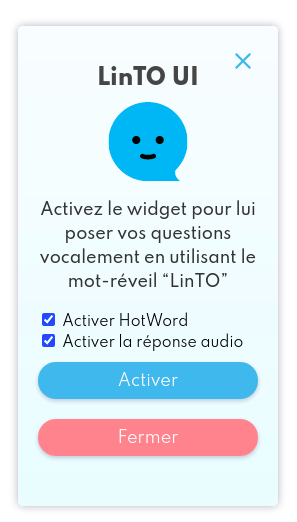 LinTO UI
Activez le widget pour lui
poser vos questions
vocalement en utilisant le
mot-réveil “LinTO”
Activer HotWord
Activer la réponse audio
Activer
Fermer